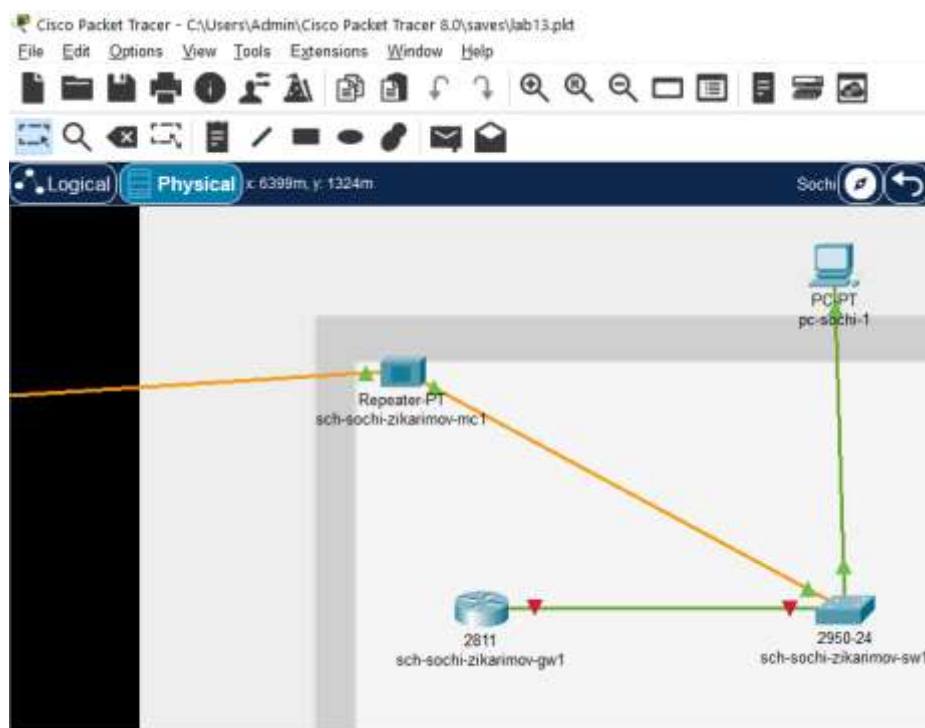 Cisco Packet Tracer - C:\Users\Admin\Cisco Packet Tracer 8.0\saves\lab13.pkt
File Edit Options View Tools Extensions Window Help
Logical Physical x: 6399m, y: 1324m Sochi
PC-PT
pc-sochi-1
Repeater-PT
sch-sochi-zikarimov-mc1
2811
sch-sochi-zikarimov-gw1
2950-24
sch-sochi-zikarimov-sw1